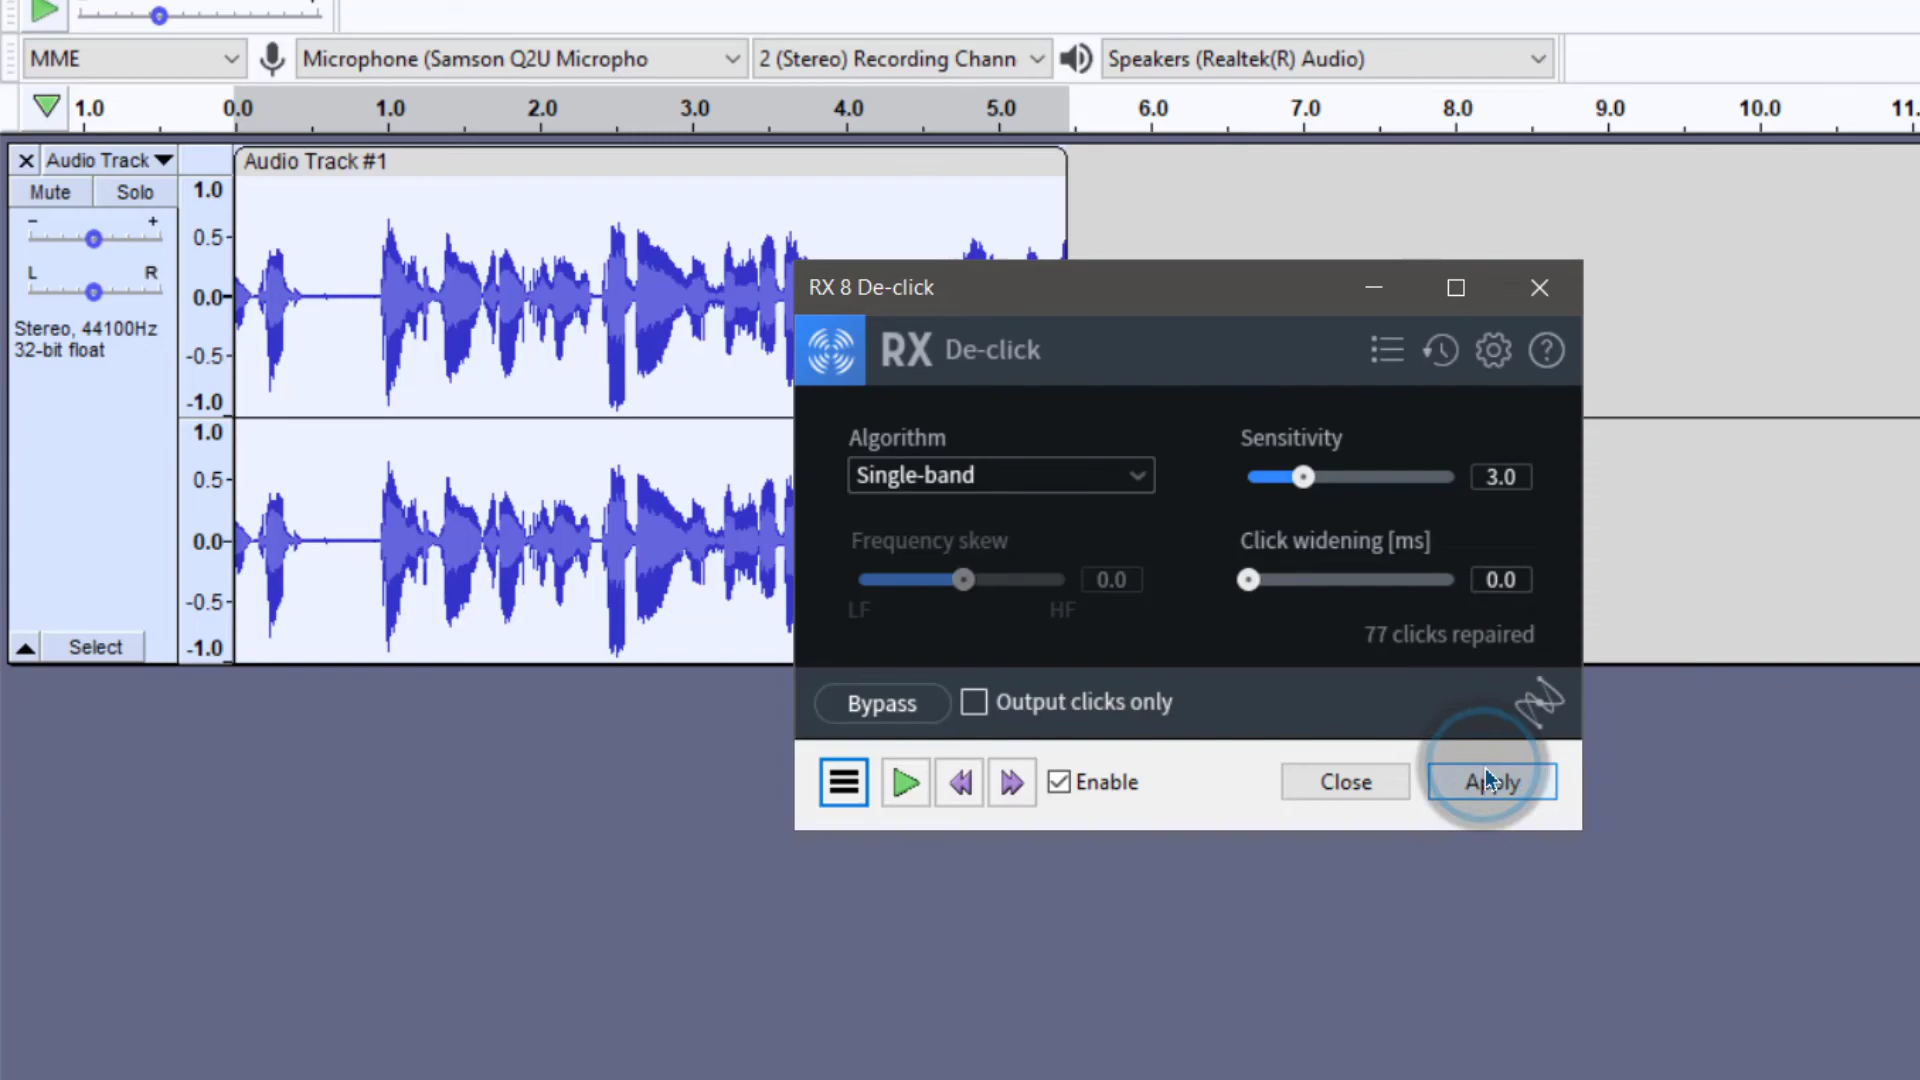 MME
Microphone (Samson Q2U Micropho
2 (Stereo) Recording Chann
Speakers (Realtek(R) Audio)
1.0 0.0 1.0 2.0 3.0 4.0 5.0 6.0 7.0 8.0 9.0 10.0 11.
Audio Track
Audio Track #1
Mute Solo
- +
L R
Stereo, 44100Hz
32-bit float
Select
1.0
0.5
0.0
-0.5
-1.0
1.0
0.5
0.0
-0.5
-1.0
RX 8 De-click
RX De-click
Algorithm
Single-band
Sensitivity
3.0
Frequency skew
0.0
LF HF
Click widening [ms]
0.0
77 clicks repaired
Bypass
Output clicks only
Enable
Close
Apply